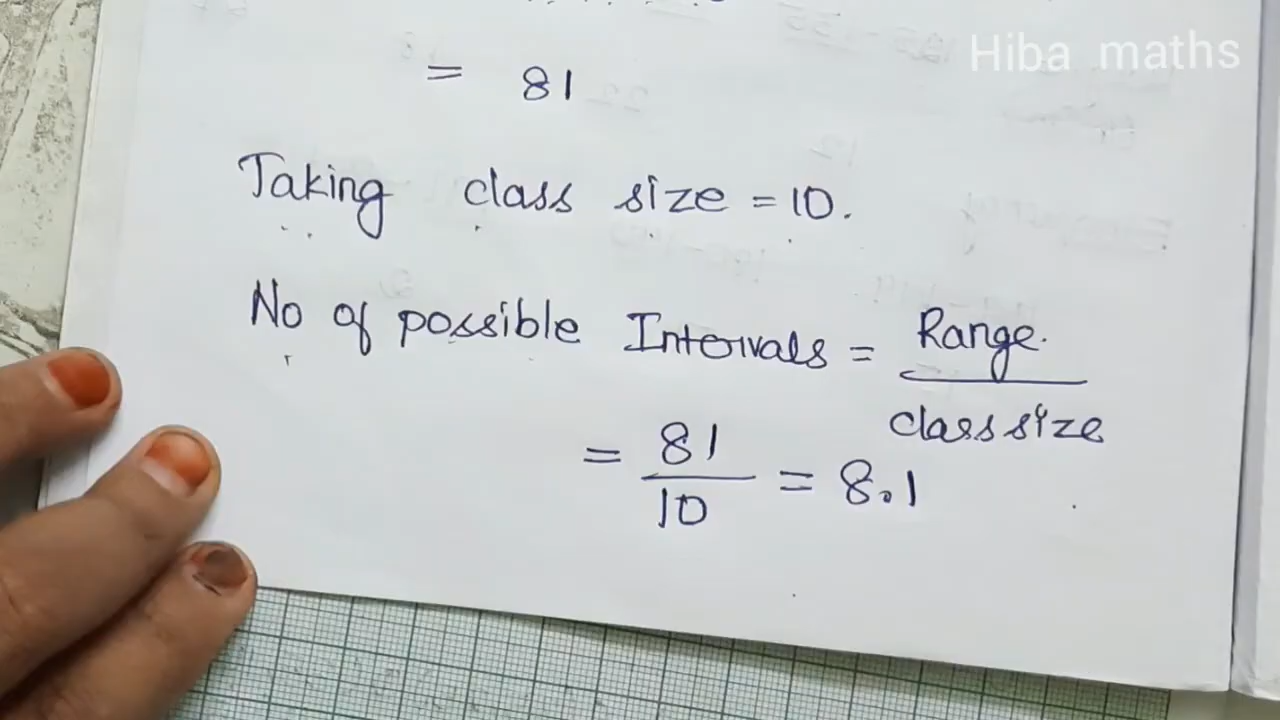 Hiba maths
= 81
Taking class size = 10.
No of possible Intervals = Range.
class size
= 81
10
= 8.1